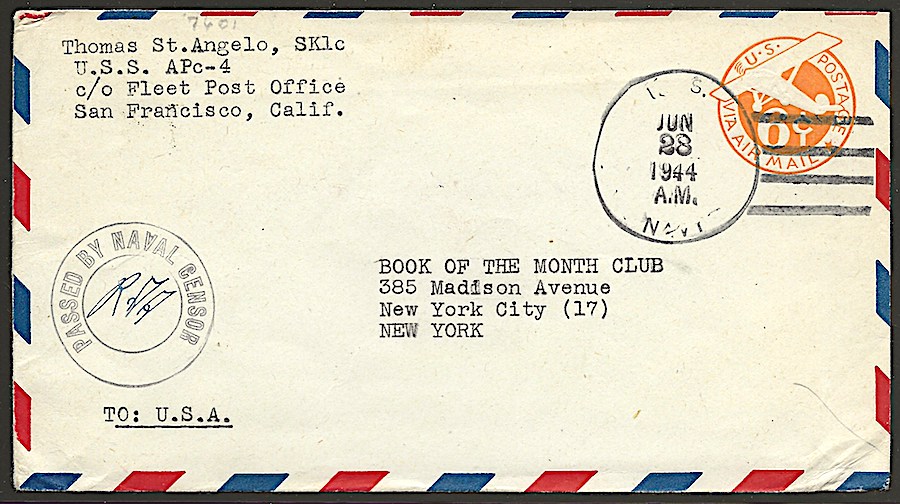 7401
Thomas St.Angelo, SK1c
U.S.S. APc-4
c/o Fleet Post Office
San Francisco, Calif.
U.S. POSTAGE
6¢
VIA AIR MAIL
U. S.
JUN
28
1944
A.M.
NAVY
PASSED BY NAVAL CENSOR
BOOK OF THE MONTH CLUB
385 Madison Avenue
New York City (17)
NEW YORK
TO: U.S.A.